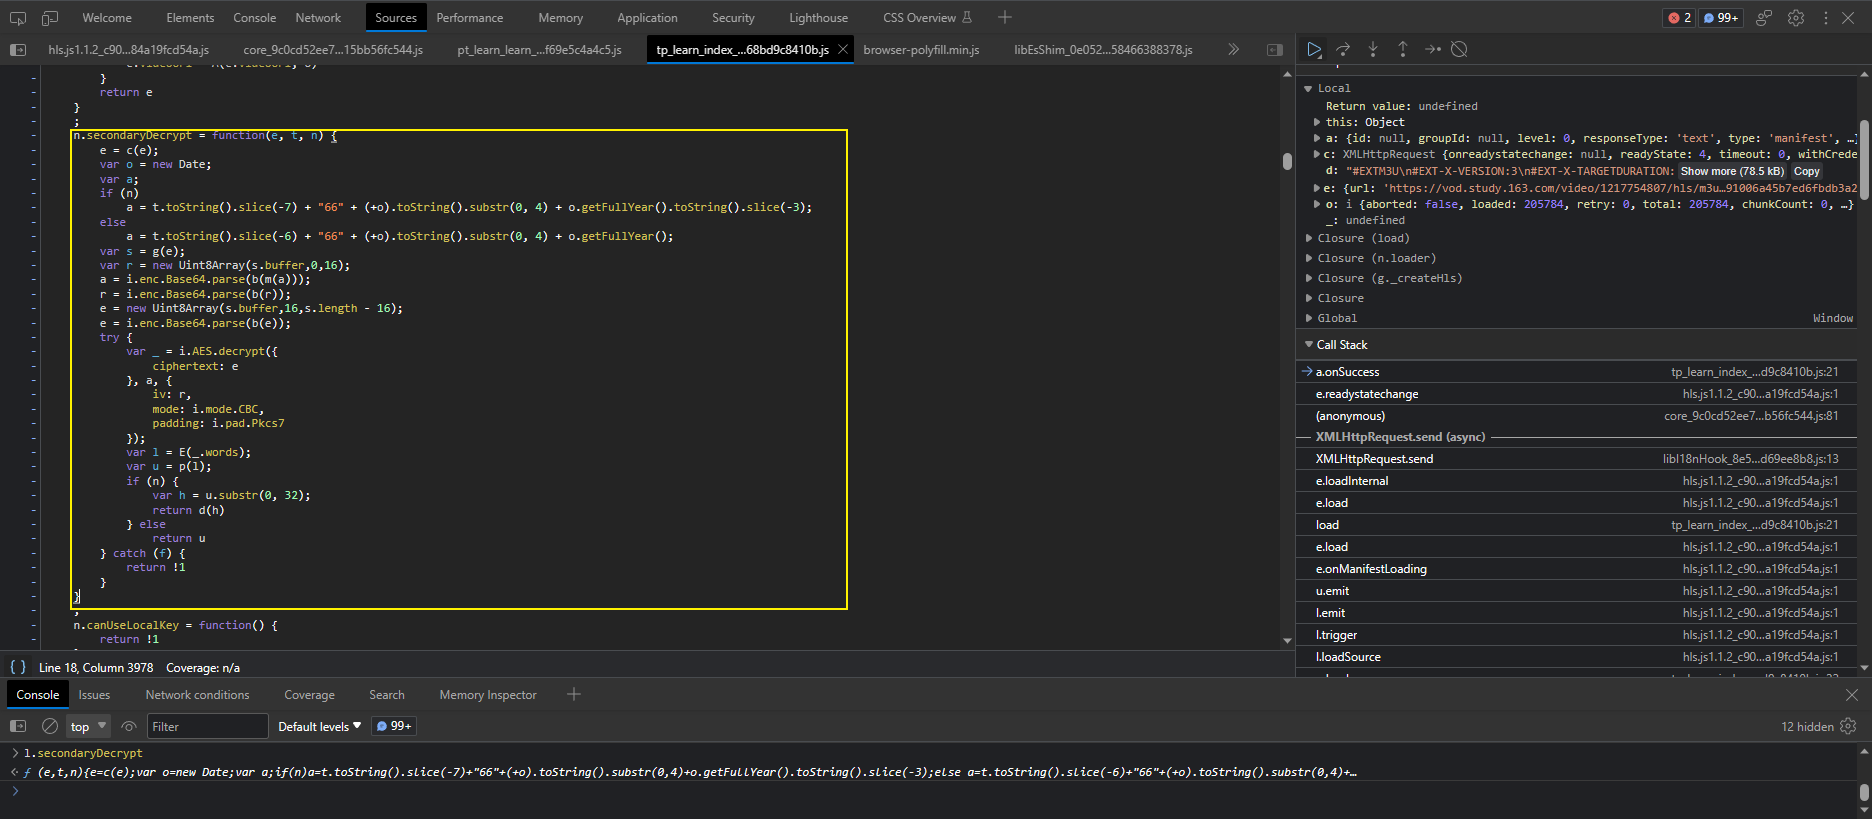 Welcome Elements Console Network Sources Performance Memory Application Security Lighthouse CSS Overview 2 99+
hls.js1.1.2_c90...84a19fcd54a.js core_9c0cd52ee7...15bb56fc544.js pt_learn_learn_...f69e5c4a4c5.js tp_learn_index_...68bd9c8410b.js browser-polyfill.min.js libEsShim_0e052...58466388378.js
}
return e
}
;
n.secondaryDecrypt = function(e, t, n) {
e = c(e);
var o = new Date;
var a;
if (n)
a = t.toString().slice(-7) + "66" + (+o).toString().substr(0, 4) + o.getFullYear().toString().slice(-3);
else
a = t.toString().slice(-6) + "66" + (+o).toString().substr(0, 4) + o.getFullYear();
var s = g(e);
var r = new Uint8Array(s.buffer,0,16);
a = i.enc.Base64.parse(b(m(a)));
r = i.enc.Base64.parse(b(r));
e = new Uint8Array(s.buffer,16,s.length - 16);
e = i.enc.Base64.parse(b(e));
try {
var _ = i.AES.decrypt({
ciphertext: e
}, a, {
iv: r,
mode: i.mode.CBC,
padding: i.pad.Pkcs7
});
var l = E(_.words);
var u = p(l);
if (n) {
var h = u.substr(0, 32);
return d(h)
} else
return u
} catch (f) {
return !1
}
}
;
n.canUseLocalKey = function() {
return !1
{ } Line 18, Column 3978 Coverage: n/a
Local
Return value: undefined
this: Object
a: {id: null, groupId: null, level: 0, responseType: 'text', type: 'manifest', …}
c: XMLHttpRequest {onreadystatechange: null, readyState: 4, timeout: 0, withCrede
d: "#EXTM3U\n#EXT-X-VERSION:3\n#EXT-X-TARGETDURATION: Show more (78.5 kB) Copy
e: {url: 'https://vod.study.163.com/video/1217754807/hls/m3u…91006a45b7ed6fbdb3a2
o: i {aborted: false, loaded: 205784, retry: 0, total: 205784, chunkCount: 0, …}
_: undefined
Closure (load)
Closure (n.loader)
Closure (g._createHls)
Closure
Global Window
Call Stack
a.onSuccess tp_learn_index_...d9c8410b.js:21
e.readystatechange hls.js1.1.2_c90...a19fcd54a.js:1
(anonymous) core_9c0cd52ee7...b56fc544.js:81
XMLHttpRequest.send (async)
XMLHttpRequest.send libI18nHook_8e5...d69ee8b8.js:13
e.loadInternal hls.js1.1.2_c90...a19fcd54a.js:1
e.load hls.js1.1.2_c90...a19fcd54a.js:1
load tp_learn_index_...d9c8410b.js:21
e.load hls.js1.1.2_c90...a19fcd54a.js:1
e.onManifestLoading hls.js1.1.2_c90...a19fcd54a.js:1
u.emit hls.js1.1.2_c90...a19fcd54a.js:1
l.emit hls.js1.1.2_c90...a19fcd54a.js:1
l.trigger hls.js1.1.2_c90...a19fcd54a.js:1
l.loadSource hls.js1.1.2_c90...a19fcd54a.js:1
Console Issues Network conditions Coverage Search Memory Inspector
top Filter Default levels 99+ 12 hidden
l.secondaryDecrypt
ƒ (e,t,n){e=c(e);var o=new Date;var a;if(n)a=t.toString().slice(-7)+"66"+(+o).toString().substr(0,4)+o.getFullYear().toString().slice(-3);else a=t.toString().slice(-6)+"66"+(+o).toString().substr(0,4)+…